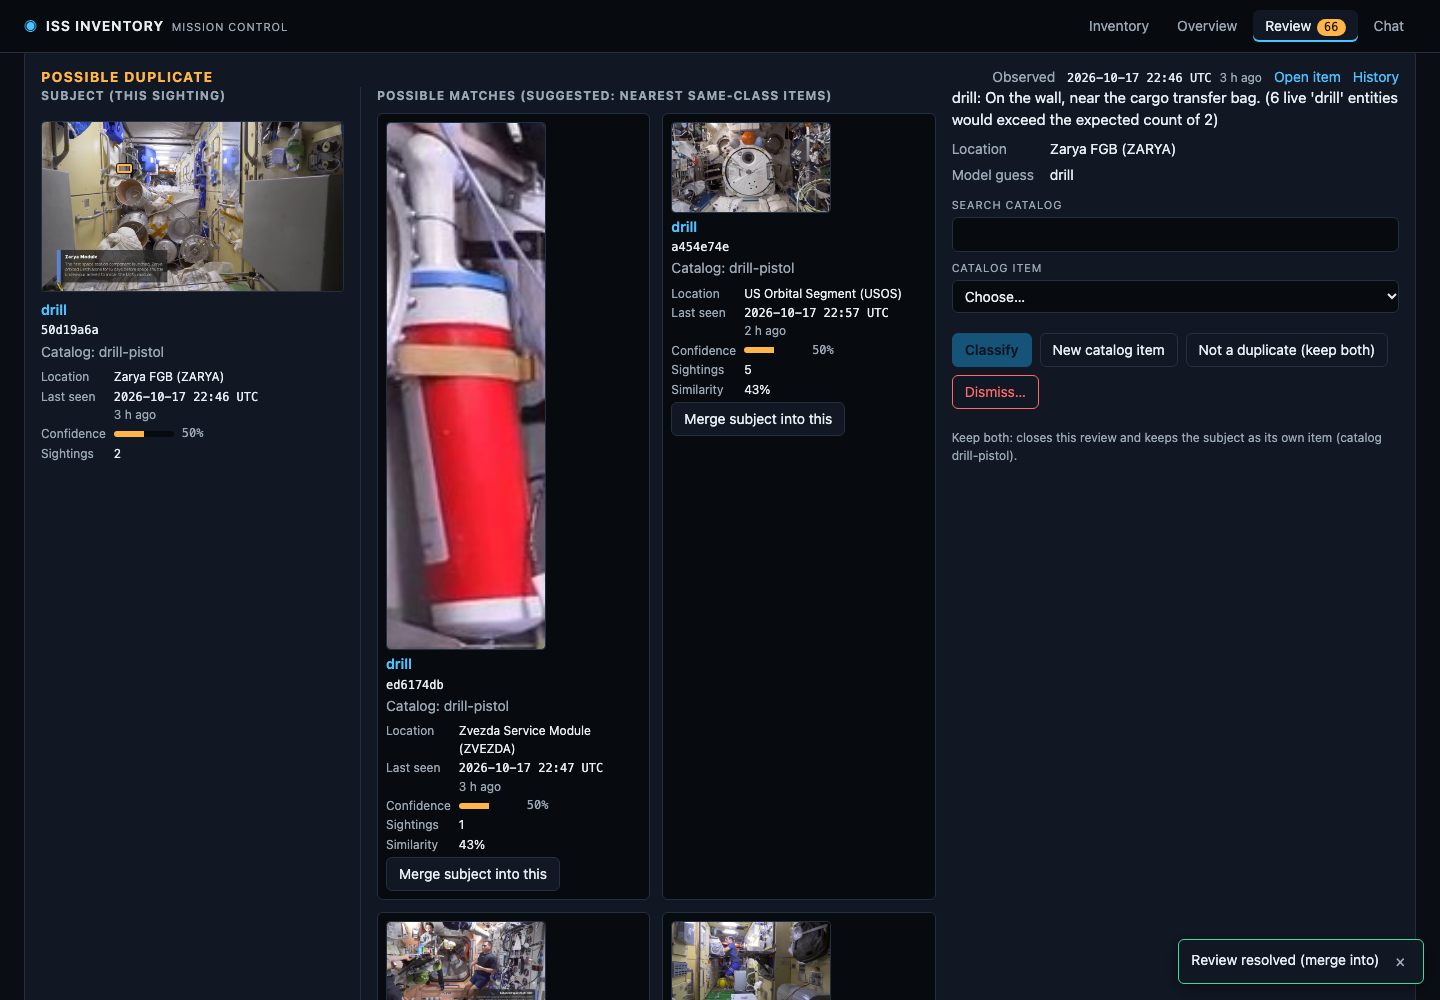 ISS INVENTORY MISSION CONTROL
Inventory
Overview
Review 66
Chat
POSSIBLE DUPLICATE
Observed 2026-10-17 22:46 UTC 3 h ago Open item History
SUBJECT (THIS SIGHTING)
Zarya Module
drill
50d19a6a
Catalog: drill-pistol
Location Zarya FGB (ZARYA)
Last seen 2026-10-17 22:46 UTC
3 h ago
Confidence 50%
Sightings 2
POSSIBLE MATCHES (SUGGESTED: NEAREST SAME-CLASS ITEMS)
drill
ed6174db
Catalog: drill-pistol
Location Zvezda Service Module
(ZVEZDA)
Last seen 2026-10-17 22:47 UTC
3 h ago
Confidence 50%
Sightings 1
Similarity 43%
Merge subject into this
drill
a454e74e
Catalog: drill-pistol
Location US Orbital Segment (USOS)
Last seen 2026-10-17 22:57 UTC
2 h ago
Confidence 50%
Sightings 5
Similarity 43%
Merge subject into this
drill: On the wall, near the cargo transfer bag. (6 live 'drill' entities
would exceed the expected count of 2)
Location Zarya FGB (ZARYA)
Model guess drill
SEARCH CATALOG
CATALOG ITEM
Choose...
Classify
New catalog item
Not a duplicate (keep both)
Dismiss...
Keep both: closes this review and keeps the subject as its own item (catalog
drill-pistol).
Review resolved (merge into) ×